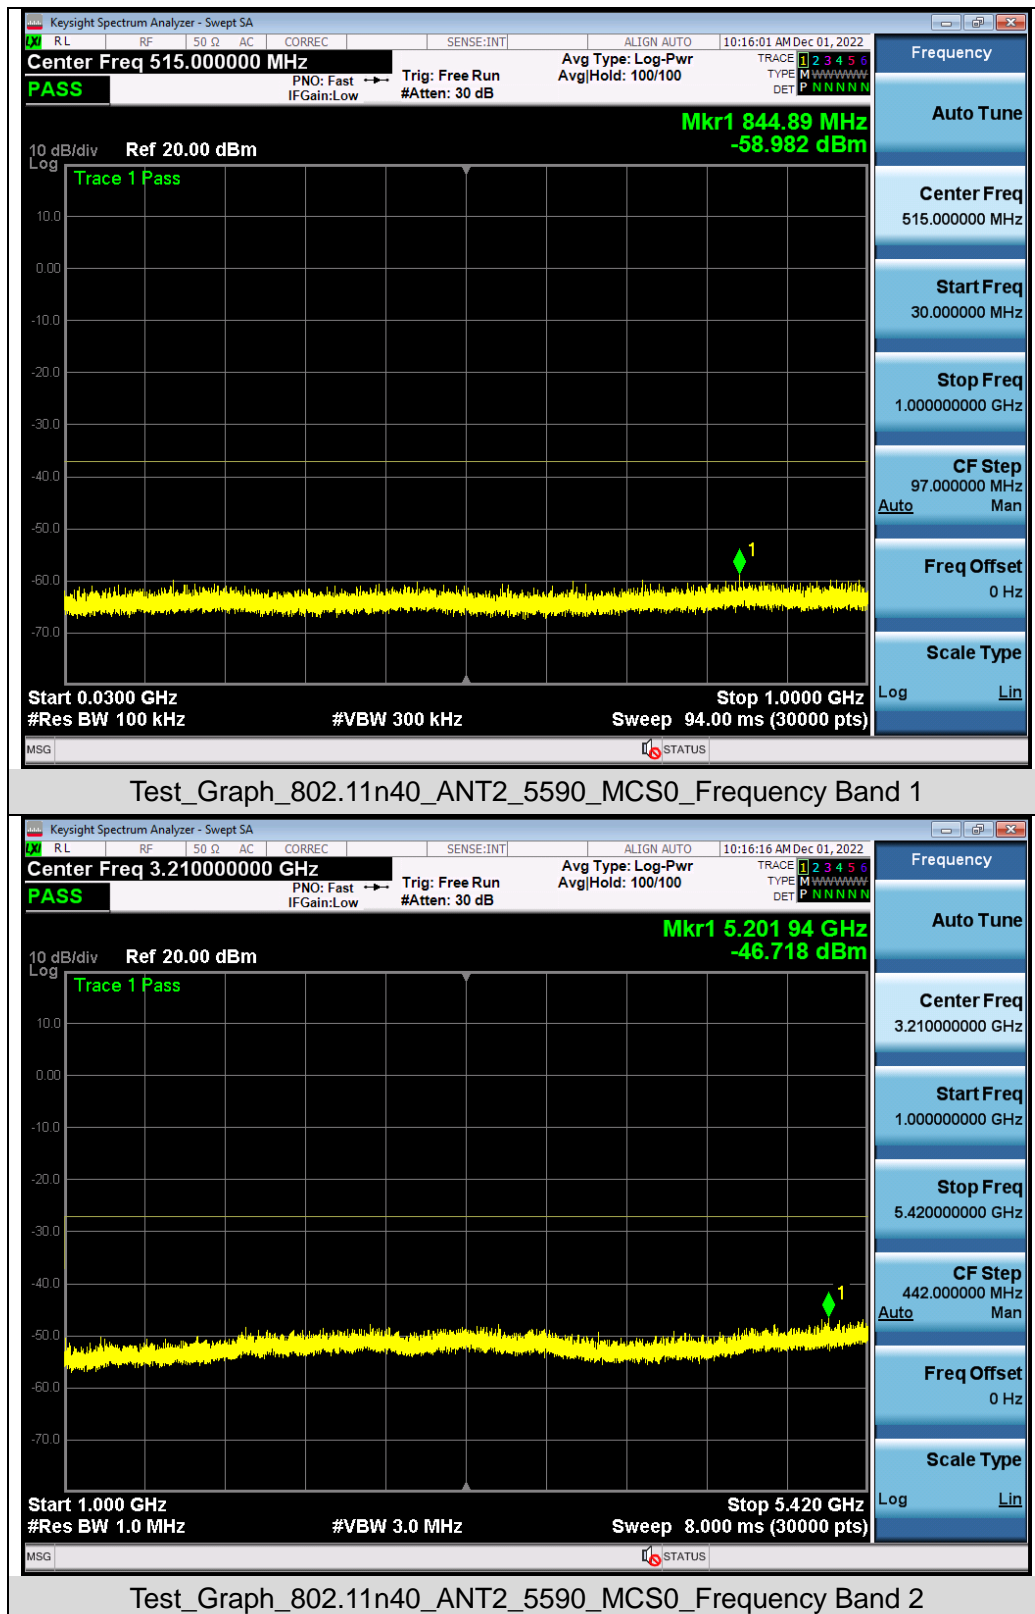 Keysight Spectrum Analyzer - Swept SA
LXI RL RF 50 Ω AC CORREC SENSE:INT ALIGN AUTO 10:16:01 AM Dec 01, 2022
Center Freq 515.000000 MHz
PASS
PNO: Fast
IFGain:Low
Trig: Free Run
#Atten: 30 dB
Avg Type: Log-Pwr
Avg|Hold: 100/100
TRACE 1 2 3 4 5 6
TYPE M W W W W W
DET P N N N N N
Mkr1 844.89 MHz
-58.982 dBm
10 dB/div Ref 20.00 dBm
Log
Trace 1 Pass
10.0
0.00
-10.0
-20.0
-30.0
-40.0
-50.0
-60.0
-70.0
1
Start 0.0300 GHz Stop 1.0000 GHz
#Res BW 100 kHz #VBW 300 kHz Sweep 94.00 ms (30000 pts)
MSG STATUS
Frequency
Auto Tune
Center Freq
515.000000 MHz
Start Freq
30.000000 MHz
Stop Freq
1.000000000 GHz
CF Step
97.000000 MHz
Auto Man
Freq Offset
0 Hz
Scale Type
Log Lin
Test_Graph_802.11n40_ANT2_5590_MCS0_Frequency Band 1
Keysight Spectrum Analyzer - Swept SA
LXI RL RF 50 Ω AC CORREC SENSE:INT ALIGN AUTO 10:16:16 AM Dec 01, 2022
Center Freq 3.210000000 GHz
PASS
PNO: Fast
IFGain:Low
Trig: Free Run
#Atten: 30 dB
Avg Type: Log-Pwr
Avg|Hold: 100/100
TRACE 1 2 3 4 5 6
TYPE M W W W W W
DET P N N N N N
Mkr1 5.201 94 GHz
-46.718 dBm
10 dB/div Ref 20.00 dBm
Log
Trace 1 Pass
10.0
0.00
-10.0
-20.0
-30.0
-40.0
-50.0
-60.0
-70.0
1
Start 1.000 GHz Stop 5.420 GHz
#Res BW 1.0 MHz #VBW 3.0 MHz Sweep 8.000 ms (30000 pts)
MSG STATUS
Frequency
Auto Tune
Center Freq
3.210000000 GHz
Start Freq
1.000000000 GHz
Stop Freq
5.420000000 GHz
CF Step
442.000000 MHz
Auto Man
Freq Offset
0 Hz
Scale Type
Log Lin
Test_Graph_802.11n40_ANT2_5590_MCS0_Frequency Band 2